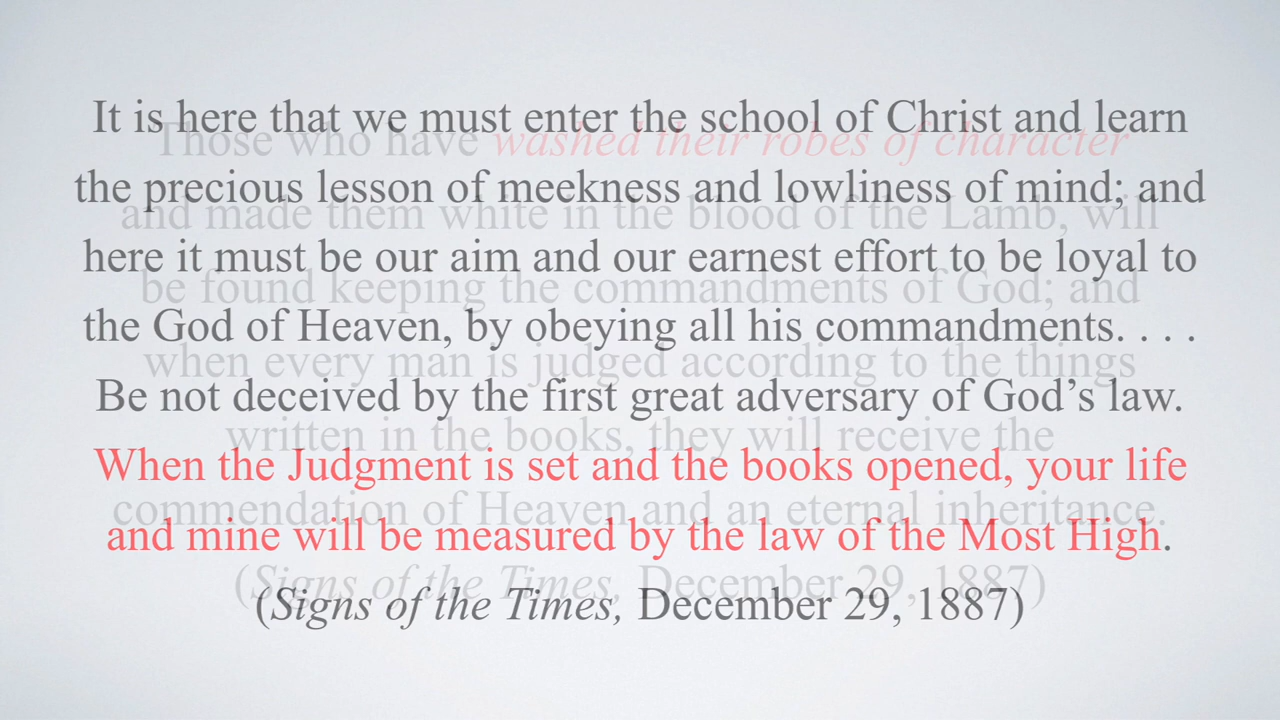 It is here that we must enter the school of Christ and learn
the precious lesson of meekness and lowliness of mind; and
here it must be our aim and our earnest effort to be loyal to
the God of Heaven, by obeying all his commandments. . . .
Be not deceived by the first great adversary of God’s law.
When the Judgment is set and the books opened, your life
and mine will be measured by the law of the Most High.
(Signs of the Times, December 29, 1887)
Those who have washed their robes of character
and made them white in the blood of the Lamb, will
be found keeping the commandments of God; and
when every man is judged according to the things
written in the books, they will receive the
commendation of Heaven and an eternal inheritance.
(Signs of the Times, December 29, 1887)